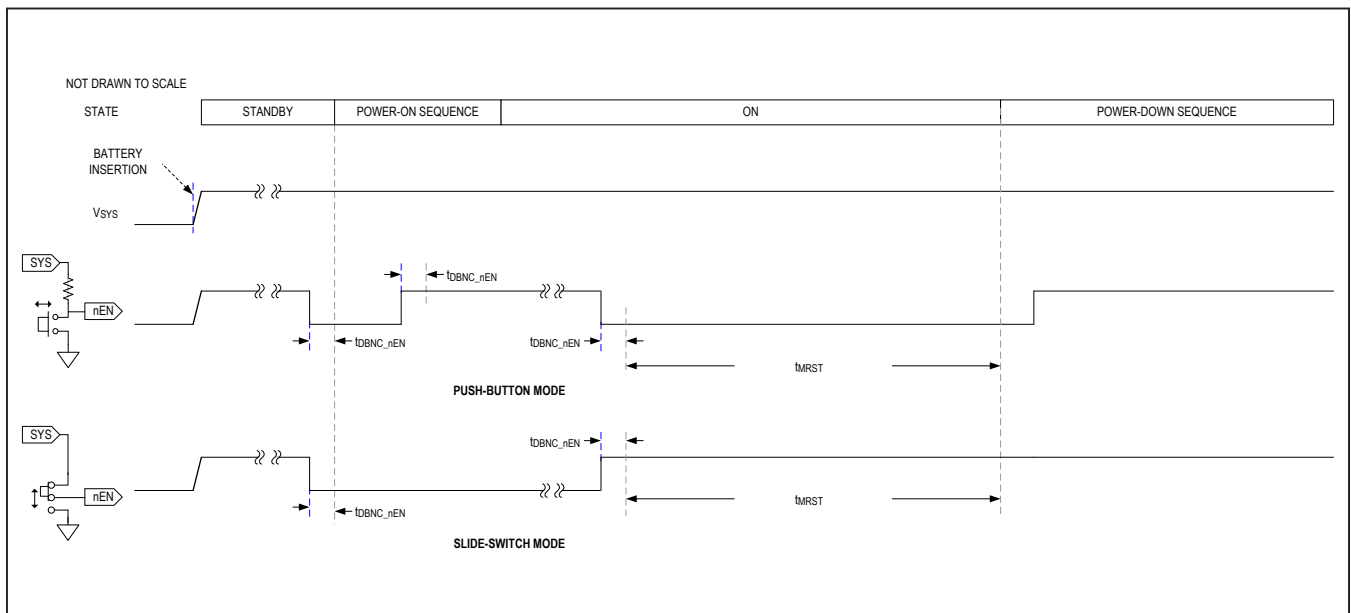 NOT DRAWN TO SCALE
STATE
STANDBY
POWER-ON SEQUENCE
ON
POWER-DOWN SEQUENCE
BATTERY
INSERTION
VSYS
SYS
nEN
tDBNC_nEN
tDBNC_nEN
tDBNC_nEN
tMRST
PUSH-BUTTON MODE
SYS
nEN
tDBNC_nEN
tDBNC_nEN
tMRST
SLIDE-SWITCH MODE